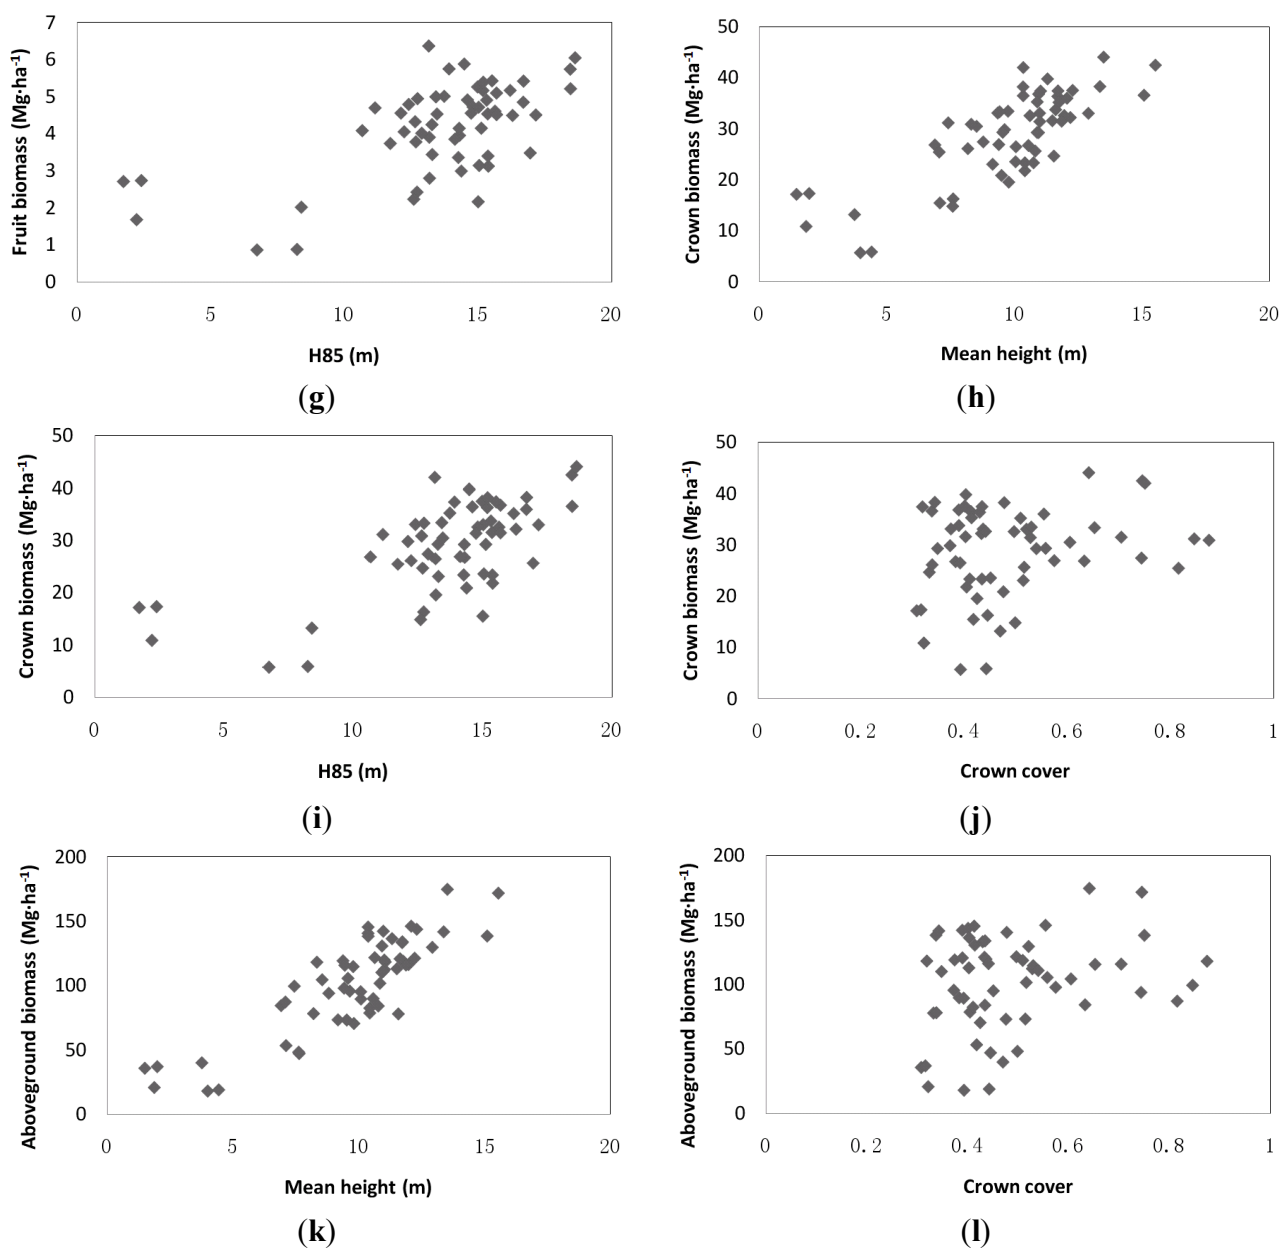 7
6
5
4
3
2
1
0
Fruit biomass (Mg·ha⁻¹)
0 5 10 15 20
H85 (m)
(g)
50
40
30
20
10
0
Crown biomass (Mg·ha⁻¹)
0 5 10 15 20
Mean height (m)
(h)
50
40
30
20
10
0
Crown biomass (Mg·ha⁻¹)
0 5 10 15 20
H85 (m)
(i)
50
40
30
20
10
0
Crown biomass (Mg·ha⁻¹)
0 0.2 0.4 0.6 0.8 1
Crown cover
(j)
200
150
100
50
0
Aboveground biomass (Mg·ha⁻¹)
0 5 10 15 20
Mean height (m)
(k)
200
150
100
50
0
Aboveground biomass (Mg·ha⁻¹)
0 0.2 0.4 0.6 0.8 1
Crown cover
(l)